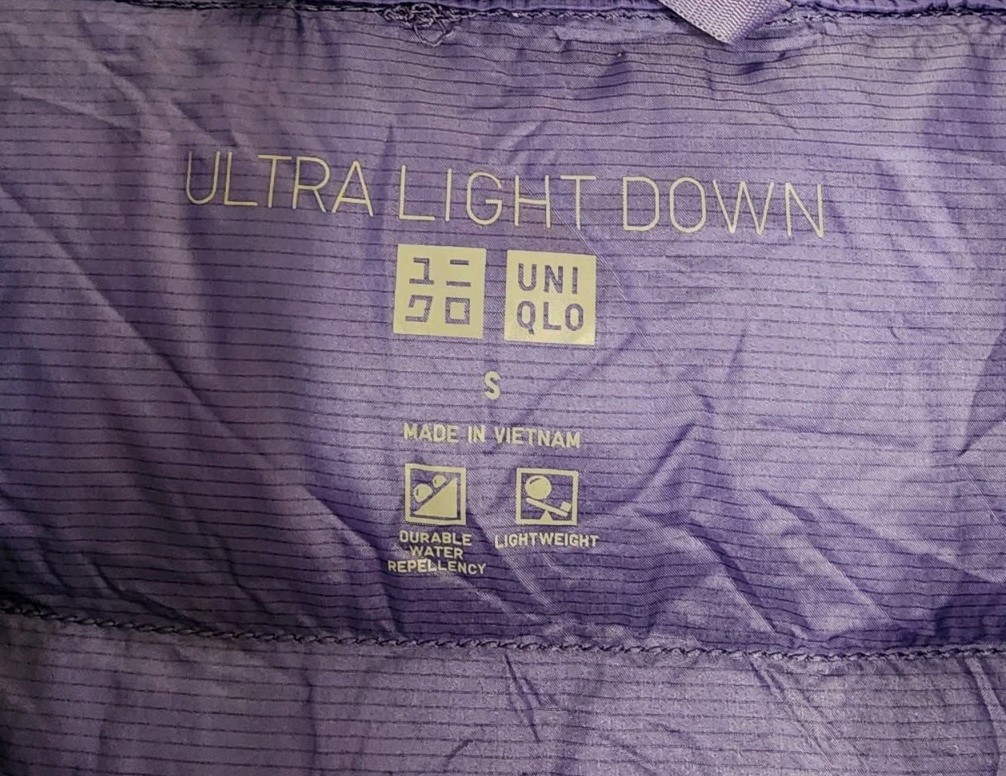 ULTRA LIGHT DOWN
ユニ
クロ
UNI
QLO
S
MADE IN VIETNAM
DURABLE
WATER
REPELLENCY
LIGHTWEIGHT